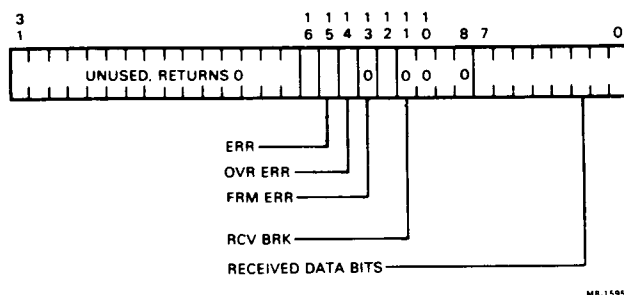 3 1 1 1 1 1 1 1
1 6 5 4 3 2 1 0 8 7 0
UNUSED, RETURNS 0 0 0 0 0
ERR
OVR ERR
FRM ERR
RCV BRK
RECEIVED DATA BITS
MR-1595